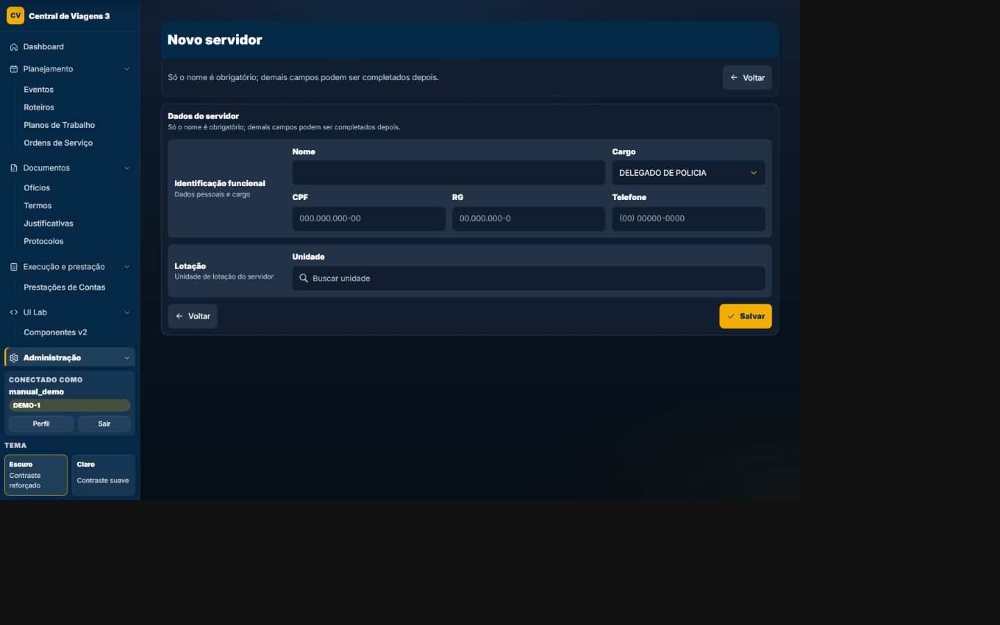 CV Central de Viagens 3
Dashboard
Planejamento
Eventos
Roteiros
Planos de Trabalho
Ordens de Serviço
Documentos
Ofícios
Termos
Justificativas
Protocolos
Execução e prestação
Prestações de Contas
UI Lab
Componentes v2
Administração
CONECTADO COMO
manual_demo
DEMO-1
Perfil Sair
TEMA
Escuro
Contraste
reforçado
Claro
Contraste suave
Novo servidor
Só o nome é obrigatório; demais campos podem ser completados depois.
Voltar
Dados do servidor
Só o nome é obrigatório; demais campos podem ser completados depois.
Identificação funcional
Dados pessoais e cargo
Nome
Cargo
DELEGADO DE POLICIA
CPF
000.000.000-00
RG
00.000.000-0
Telefone
(00) 00000-0000
Lotação
Unidade de lotação do servidor
Unidade
Buscar unidade
Voltar
Salvar